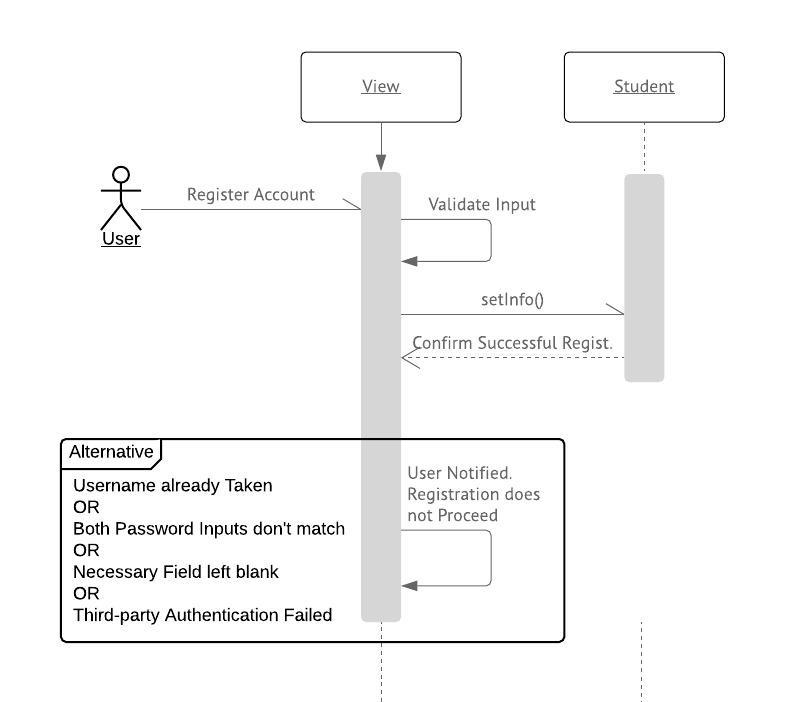 View
Student
Register Account
User
Validate Input
setInfo()
Confirm Successful Regist.
Alternative
Username already Taken
OR
Both Password Inputs don't match
OR
Necessary Field left blank
OR
Third-party Authentication Failed
User Notified.
Registration does
not Proceed